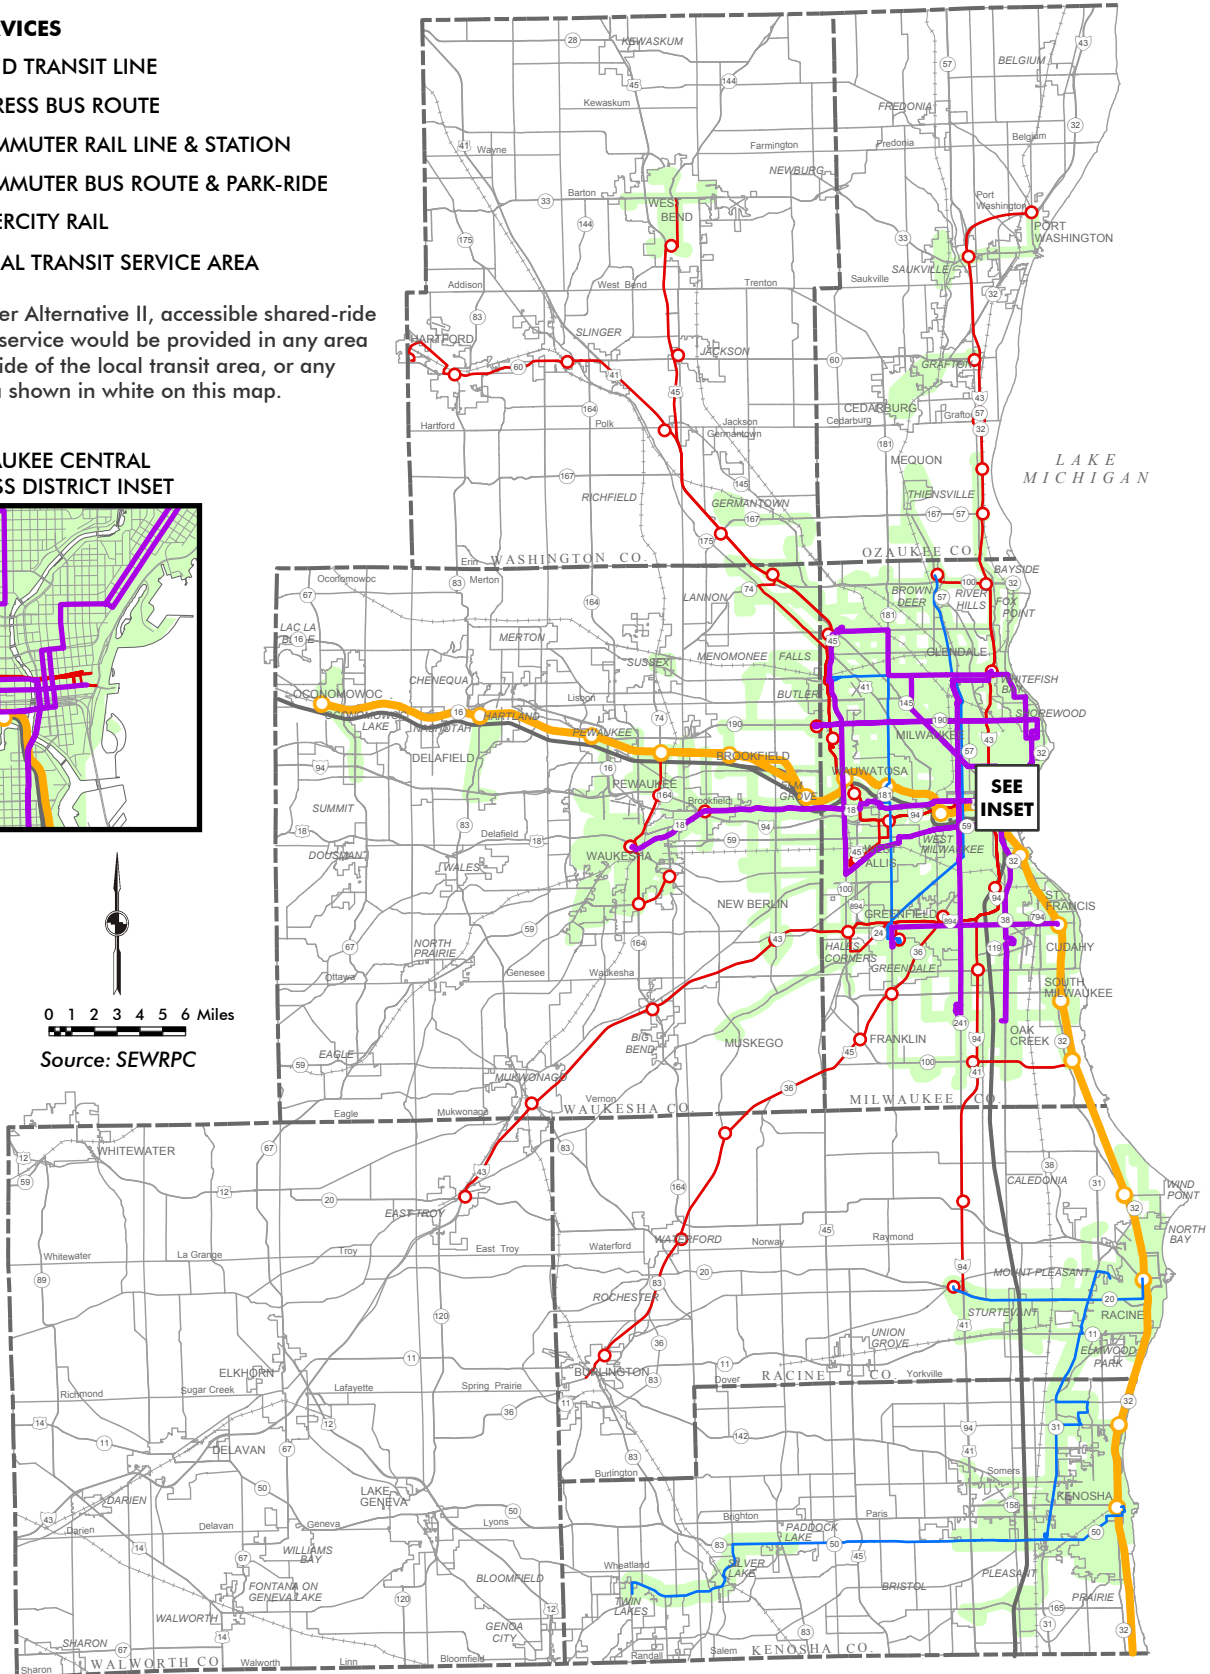 RVICES
D TRANSIT LINE
RESS BUS ROUTE
MMUTER RAIL LINE & STATION
MMUTER BUS ROUTE & PARK-RIDE
ERCITY RAIL
AL TRANSIT SERVICE AREA
er Alternative II, accessible shared-ride
service would be provided in any area
ide of the local transit area, or any
shown in white on this map.
AUKEE CENTRAL
SS DISTRICT INSET
0 1 2 3 4 5 6 Miles
Source: SEWRPC
KEWASKUM
Kewaskum
Wayne
Barton
WEST
BEND
Farmington
NEWBURG
BELGIUM
FREDONIA
Fredonia
Belgium
Port
Washington
PORT
WASHINGTON
SAUKVILLE
Saukville
Addison
West Bend
Trenton
HARTFORD
SLINGER
JACKSON
Hartford
Polk
Jackson
Germantown
CEDARBURG
Cedarburg
GRAFTON
Grafton
LAKE
MICHIGAN
MEQUON
THIENSVILLE
RICHFIELD
GERMANTOWN
Erin
WASHINGTON CO.
OZAUKEE CO.
Oconomowoc
Merton
LANNON
BROWN
DEER
RIVER
HILLS
BAYSIDE
FOX
POINT
LAC LA
MERTON
SUSSEX
MENOMONEE FALLS
GLENDALE
WHITEFISH
BAY
CHENEQUA
Lisbon
BUTLER
SHOREWOOD
OCONOMOWOC
OCONOMOWOC
LAKE
NASHOTAH
HARTLAND
PEWAUKEE
BROOKFIELD
MILWAUKEE
DELAFIELD
PEWAUKEE
Brookfield
ELM
GROVE
WAUWATOSA
SEE
INSET
SUMMIT
Delafield
DOUSMAN
WALES
WAUKESHA
WEST
MILWAUKEE
WEST
ALLIS
NEW BERLIN
GREENFIELD
ST.
FRANCIS
CUDAHY
NORTH
PRAIRIE
Ottawa
Genesee
Waukesha
HALES
CORNERS
GREENDALE
SOUTH
MILWAUKEE
EAGLE
BIG
BEND
MUSKEGO
FRANKLIN
OAK
CREEK
MUKWONAGO
Eagle
Mukwonago
Vernon
WAUKESHA CO.
MILWAUKEE CO.
WHITEWATER
CALEDONIA
WIND
POINT
NORTH
BAY
EAST TROY
Whitewater
La Grange
Troy
East Troy
Waterford
WATERFORD
Norway
Raymond
ROCHESTER
MOUNT PLEASANT
STURTEVANT
RACINE
UNION
GROVE
ELMWOOD
PARK
ELKHORN
BURLINGTON
Richmond
Sugar Creek
Lafayette
Spring Prairie
Dover
RACINE CO.
Yorkville
DELAVAN
Burlington
Somers
LAKE
GENEVA
DARIEN
Darien
Delavan
Geneva
Lyons
Brighton
Paris
KENOSHA
WILLIAMS
BAY
Wheatland
PADDOCK
LAKE
SILVER
LAKE
BLOOMFIELD
FONTANA ON
GENEVA LAKE
TWIN
LAKES
BRISTOL
PLEASANT
PRAIRIE
WALWORTH
GENOA
CITY
SHARON
Sharon
WALWORTH CO
Walworth
Linn
Bloomfield
Randall
Salem
KENOSHA CO.